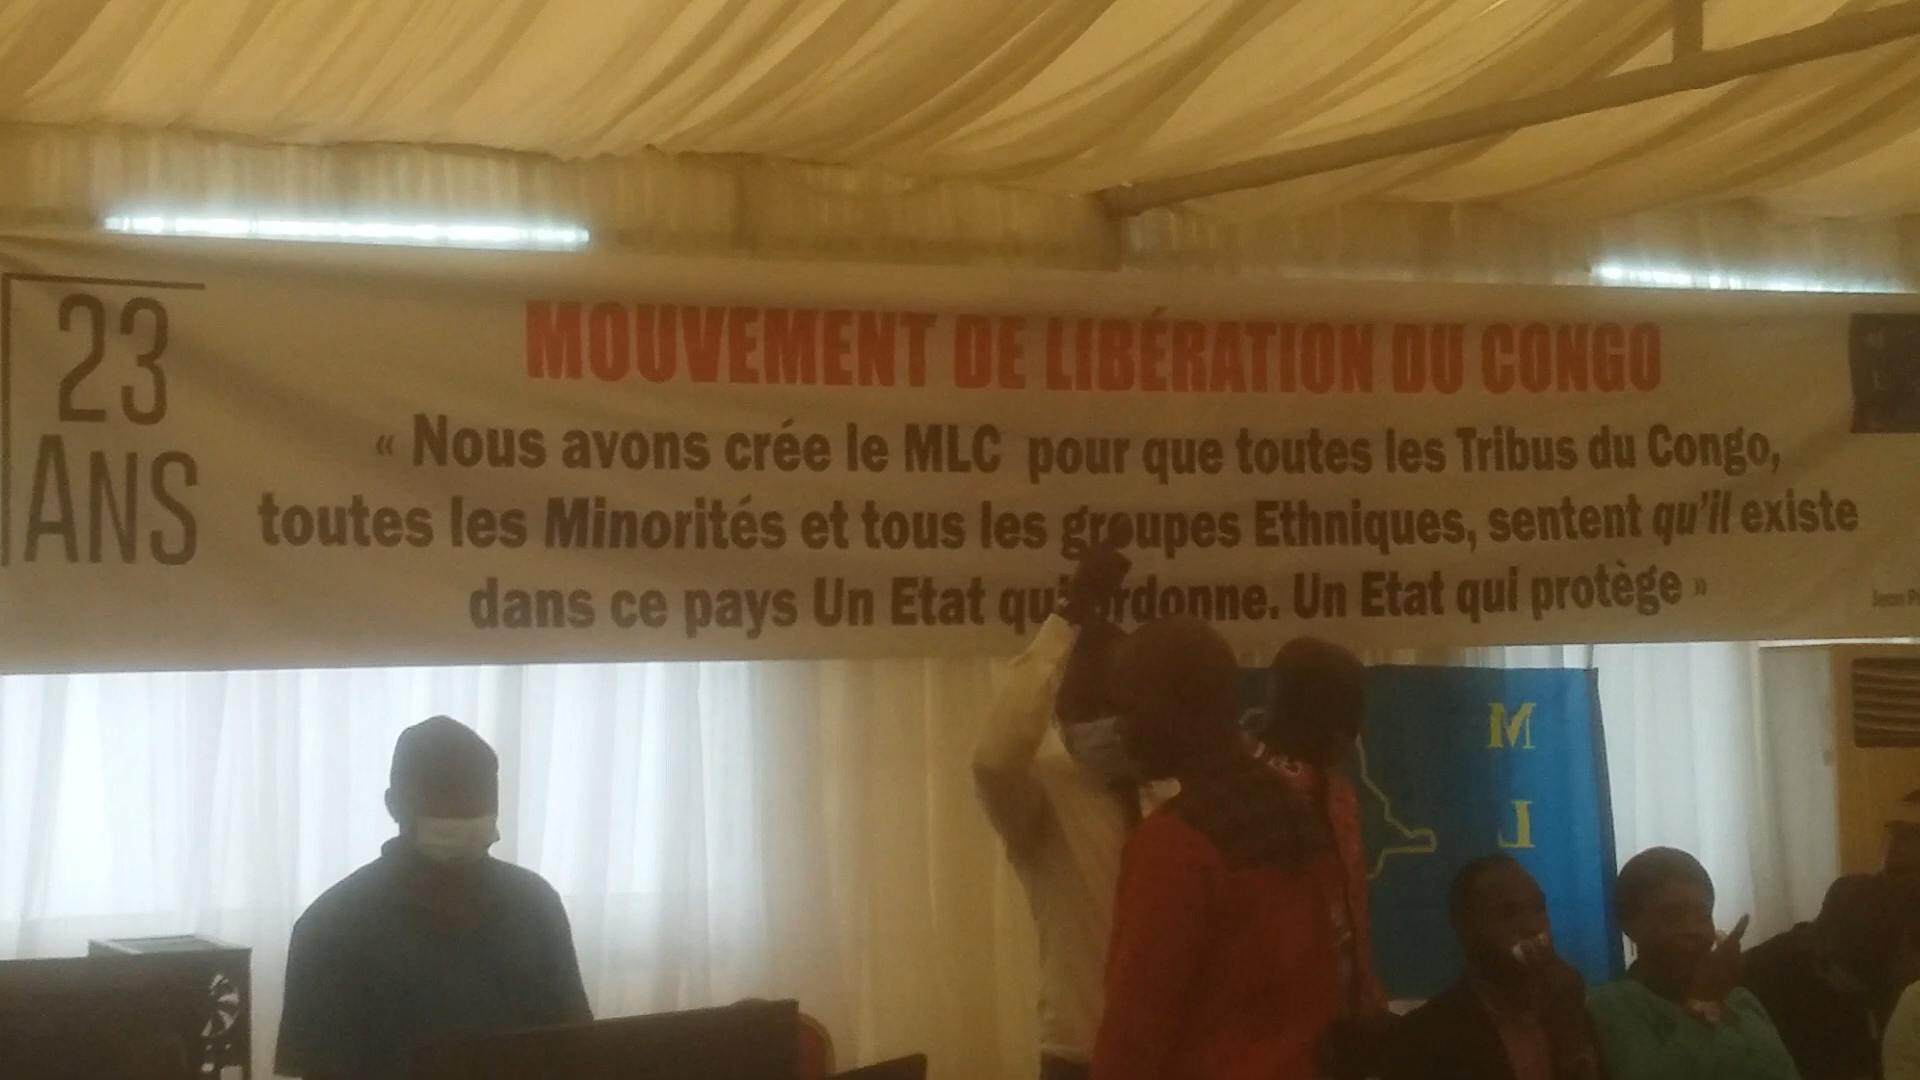 23
ANS
MOUVEMENT DE LIBÉRATION DU CONGO
« Nous avons crée le MLC pour que toutes les Tribus du Congo,
toutes les Minorités et tous les groupes Ethniques, sentent qu'il existe
dans ce pays Un Etat qui ordonne. Un Etat qui protège »
M
L